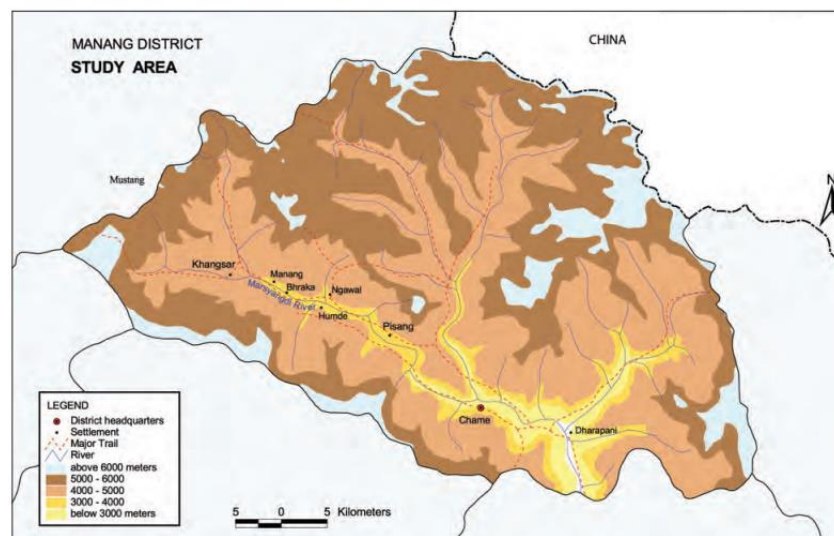 MANANG DISTRICT
STUDY AREA
CHINA
Mustang
N
Khangsar
Manang
Bhraka
Ngawal
Marsyangdi River
Humde
Pisang
Chame
Dharapani
LEGEND
District headquarters
Settlement
Major Trail
River
above 6000 meters
5000 - 6000
4000 - 5000
3000 - 4000
below 3000 meters
5 0 5 Kilometers